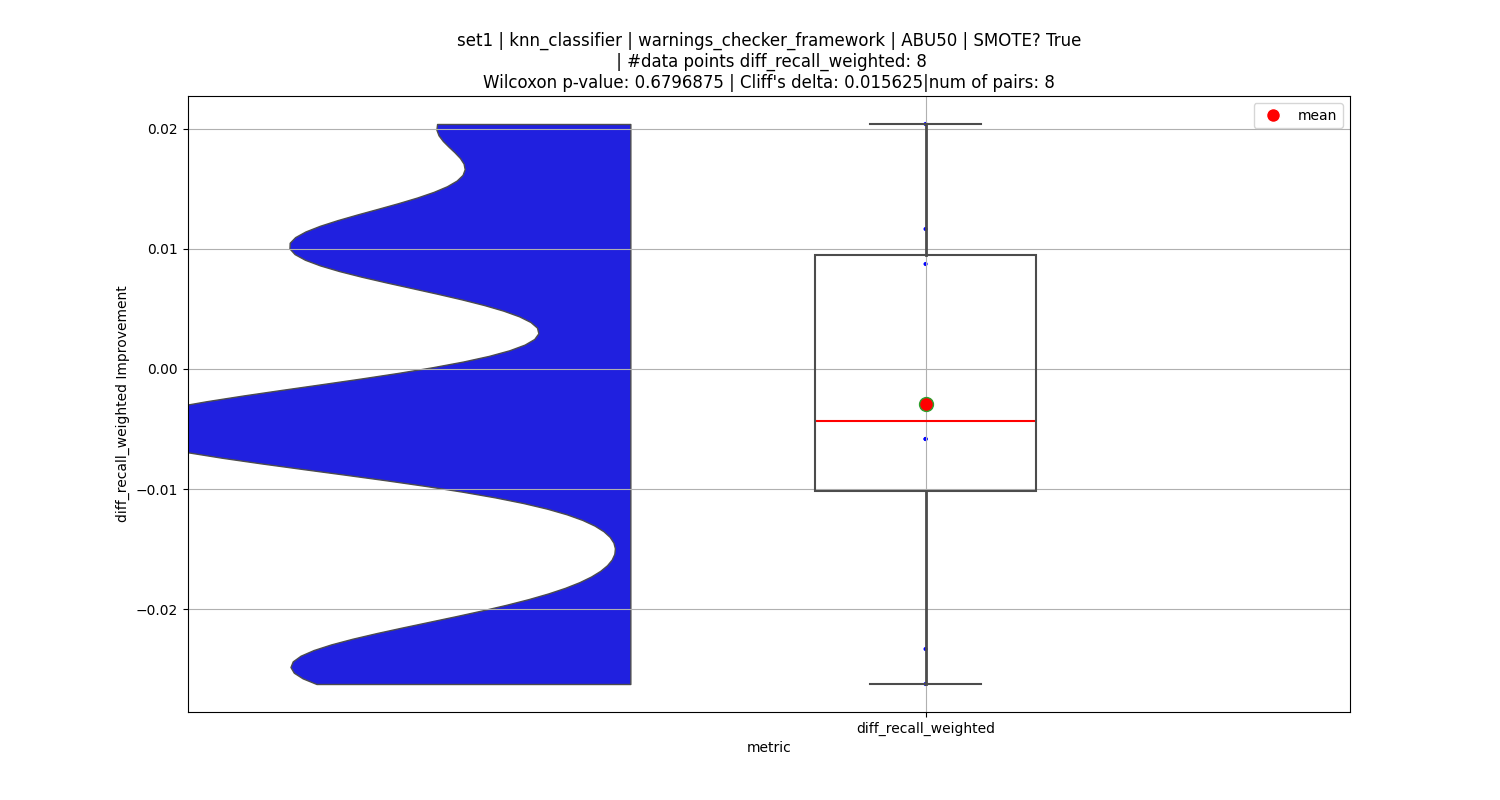 set1 | knn_classifier | warnings_checker_framework | ABU50 | SMOTE? True
| #data points diff_recall_weighted: 8
Wilcoxon p-value: 0.6796875 | Cliff's delta: 0.015625|num of pairs: 8
mean
0.02
0.01
0.00
−0.01
−0.02
diff_recall_weighted Improvement
diff_recall_weighted
metric